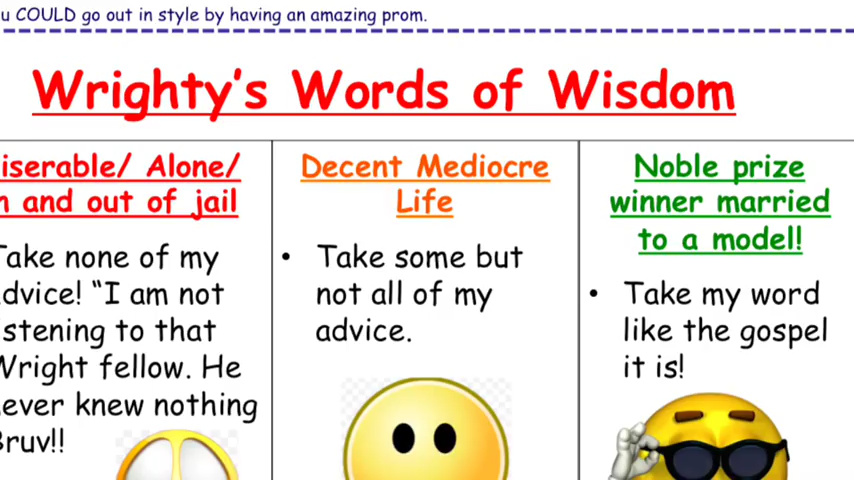 u COULD go out in style by having an amazing prom.
Wrighty's Words of Wisdom
iserable/ Alone/
n and out of jail
Take none of my
dvice! “I am not
stening to that
Wright fellow. He
ever knew nothing
Bruv!!
Decent Mediocre
Life
• Take some but
not all of my
advice.
Noble prize
winner married
to a model!
• Take my word
like the gospel
it is!